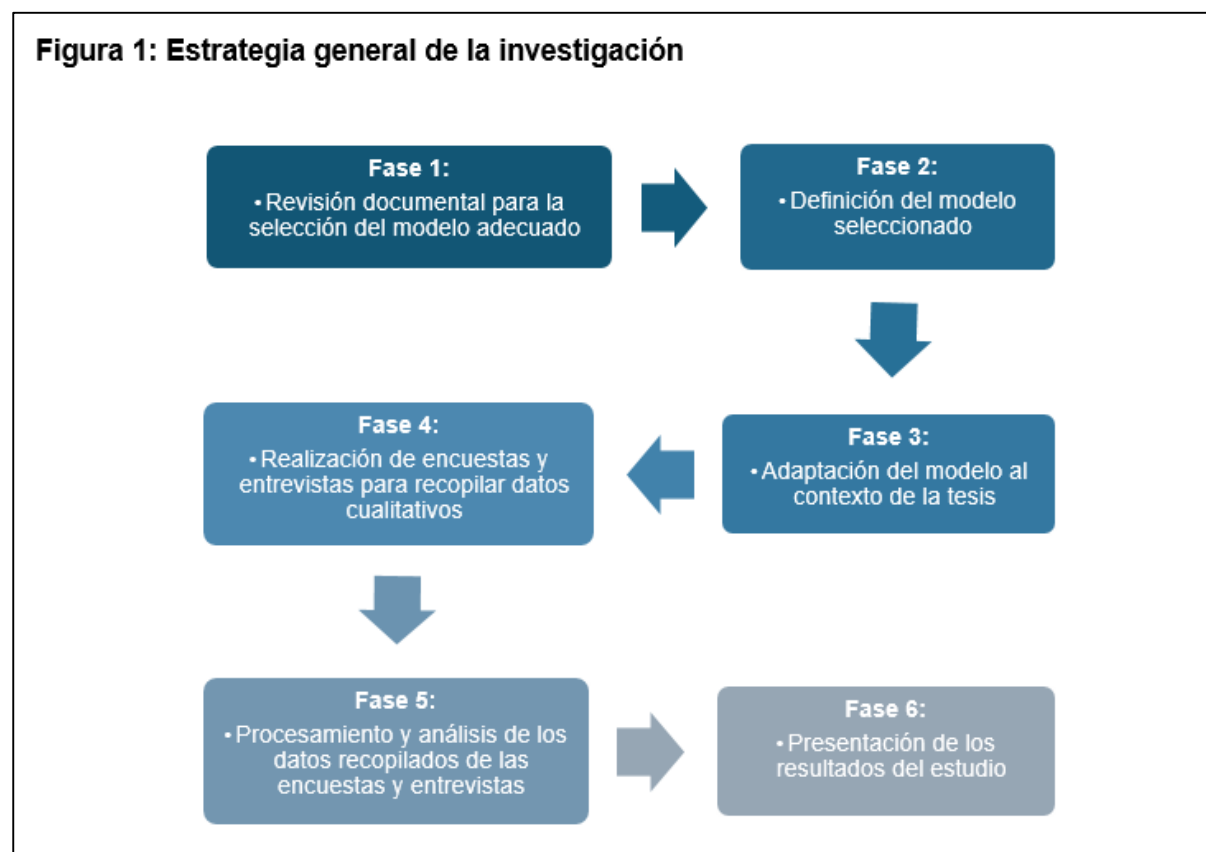 Figura 1: Estrategia general de la investigación
Fase 1:
• Revisión documental para la
selección del modelo adecuado
Fase 2:
• Definición del modelo
seleccionado
Fase 3:
• Adaptación del modelo al
contexto de la tesis
Fase 4:
• Realización de encuestas y
entrevistas para recopilar datos
cualitativos
Fase 5:
• Procesamiento y análisis de los
datos recopilados de las
encuestas y entrevistas
Fase 6:
• Presentación de los
resultados del estudio